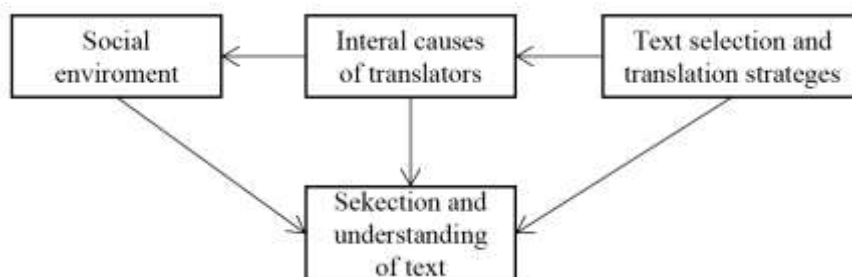 Social
enviroment
Interal causes
of translators
Text selection and
translation strateges
Sekection and
understanding
of text